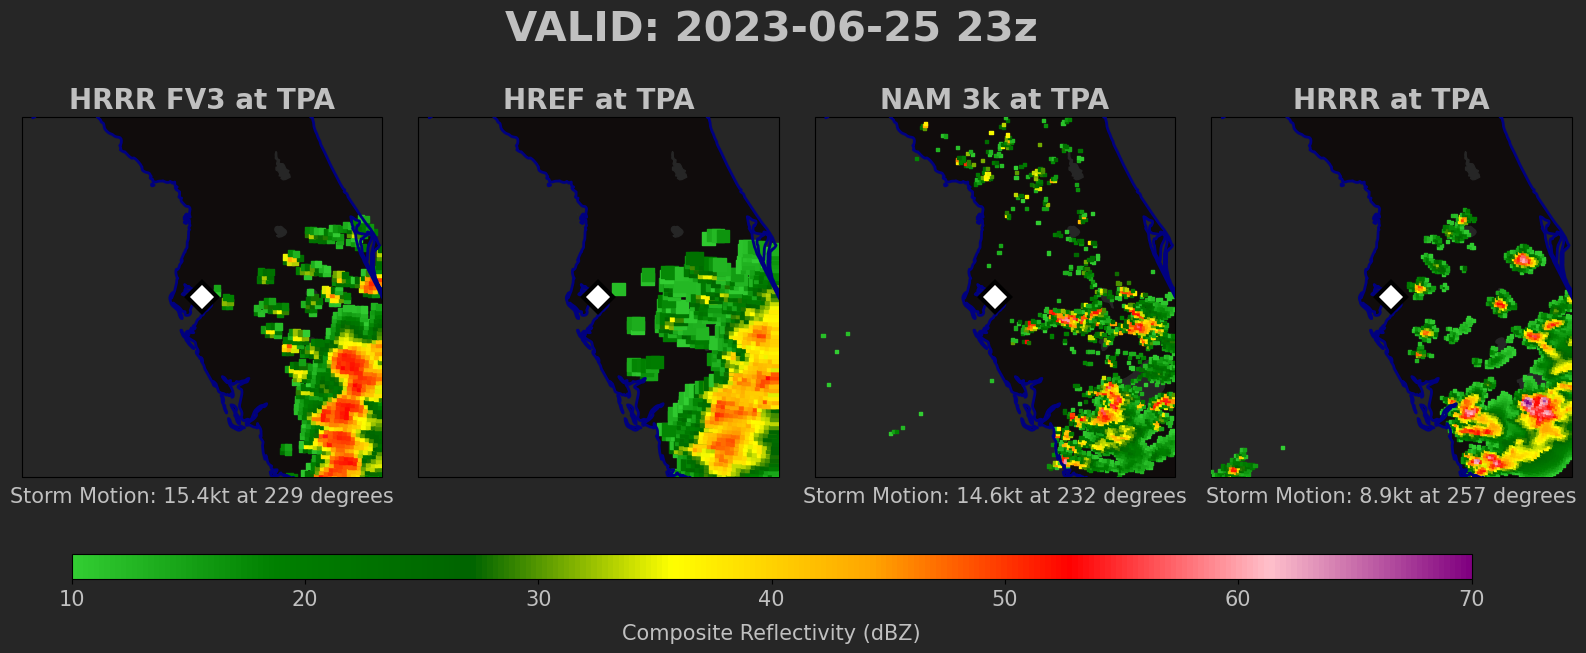 VALID: 2023-06-25 23z
HRRR FV3 at TPA
HREF at TPA
NAM 3k at TPA
HRRR at TPA
Storm Motion: 15.4kt at 229 degrees
Storm Motion: 14.6kt at 232 degrees
Storm Motion: 8.9kt at 257 degrees
10 20 30 40 50 60 70
Composite Reflectivity (dBZ)